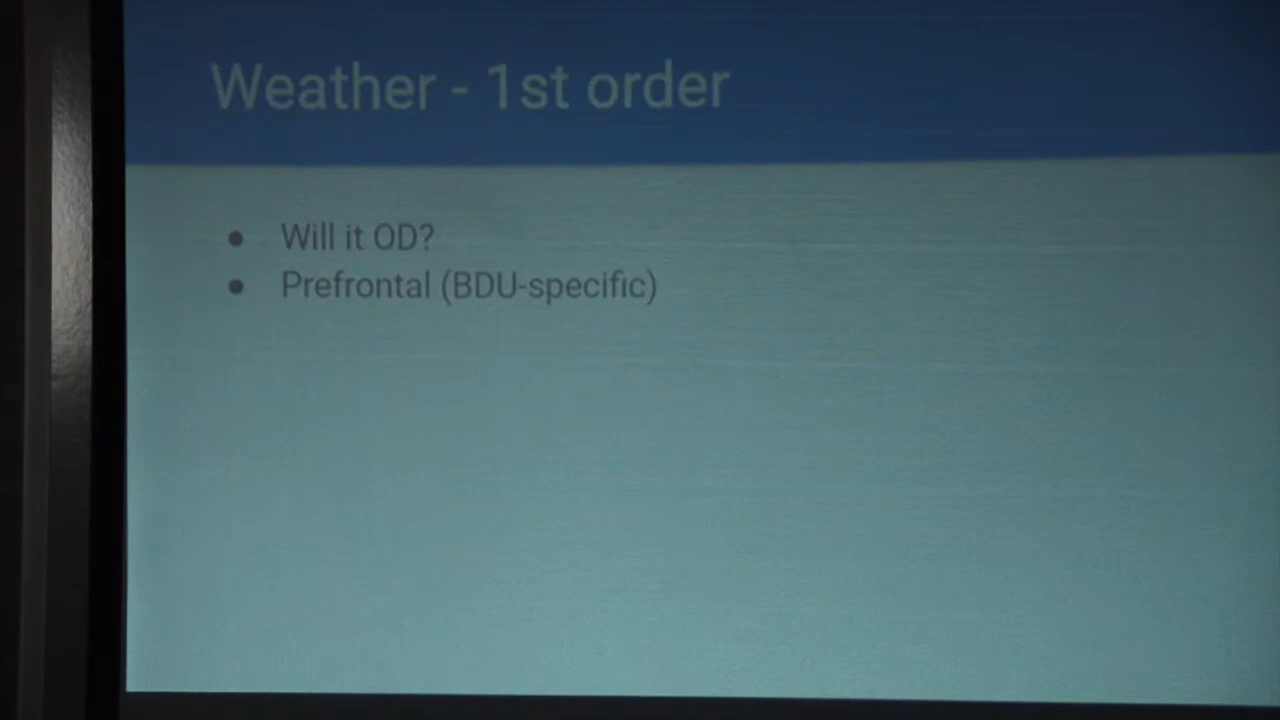 Weather - 1st order
Will it OD?
Prefrontal (BDU-specific)